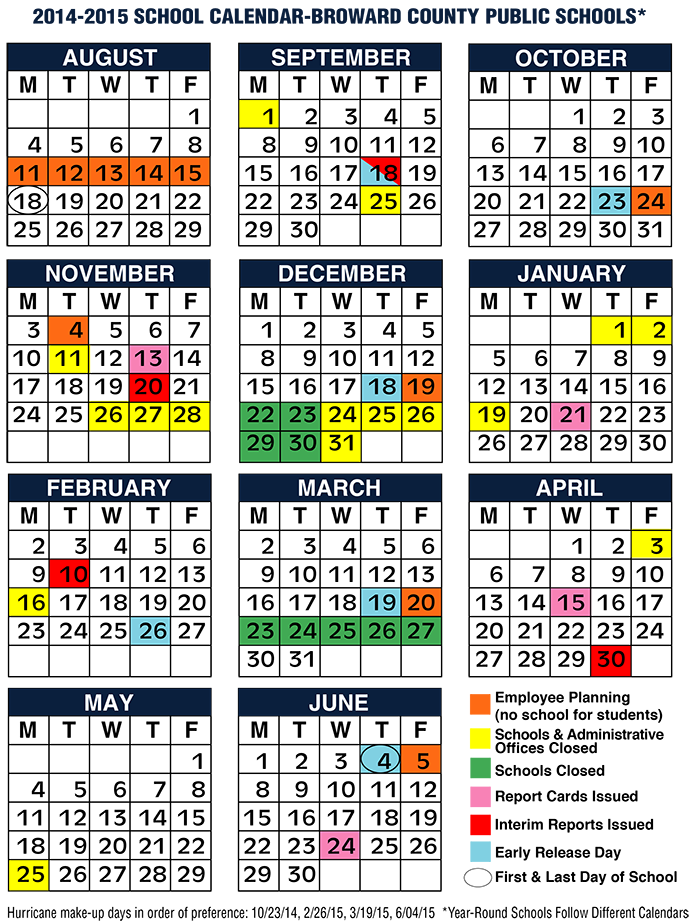 2014-2015 SCHOOL CALENDAR-BROWARD COUNTY PUBLIC SCHOOLS*
AUGUST
M T W T F
1
4 5 6 7 8
11 12 13 14 15
18 19 20 21 22
25 26 27 28 29
SEPTEMBER
M T W T F
1 2 3 4 5
8 9 10 11 12
15 16 17 18 19
22 23 24 25 26
29 30
OCTOBER
M T W T F
1 2 3
6 7 8 9 10
13 14 15 16 17
20 21 22 23 24
27 28 29 30 31
NOVEMBER
M T W T F
3 4 5 6 7
10 11 12 13 14
17 18 19 20 21
24 25 26 27 28
DECEMBER
M T W T F
1 2 3 4 5
8 9 10 11 12
15 16 17 18 19
22 23 24 25 26
29 30 31
JANUARY
M T W T F
1 2
5 6 7 8 9
12 13 14 15 16
19 20 21 22 23
26 27 28 29 30
FEBRUARY
M T W T F
2 3 4 5 6
9 10 11 12 13
16 17 18 19 20
23 24 25 26 27
MARCH
M T W T F
2 3 4 5 6
9 10 11 12 13
16 17 18 19 20
23 24 25 26 27
30 31
APRIL
M T W T F
1 2 3
6 7 8 9 10
13 14 15 16 17
20 21 22 23 24
27 28 29 30
MAY
M T W T F
1
4 5 6 7 8
11 12 13 14 15
18 19 20 21 22
25 26 27 28 29
JUNE
M T W T F
1 2 3 4 5
8 9 10 11 12
15 16 17 18 19
22 23 24 25 26
29 30
Employee Planning
(no school for students)
Schools & Administrative
Offices Closed
Schools Closed
Report Cards Issued
Interim Reports Issued
Early Release Day
First & Last Day of School
Hurricane make-up days in order of preference: 10/23/14, 2/26/15, 3/19/15, 6/04/15 *Year-Round Schools Follow Different Calendars